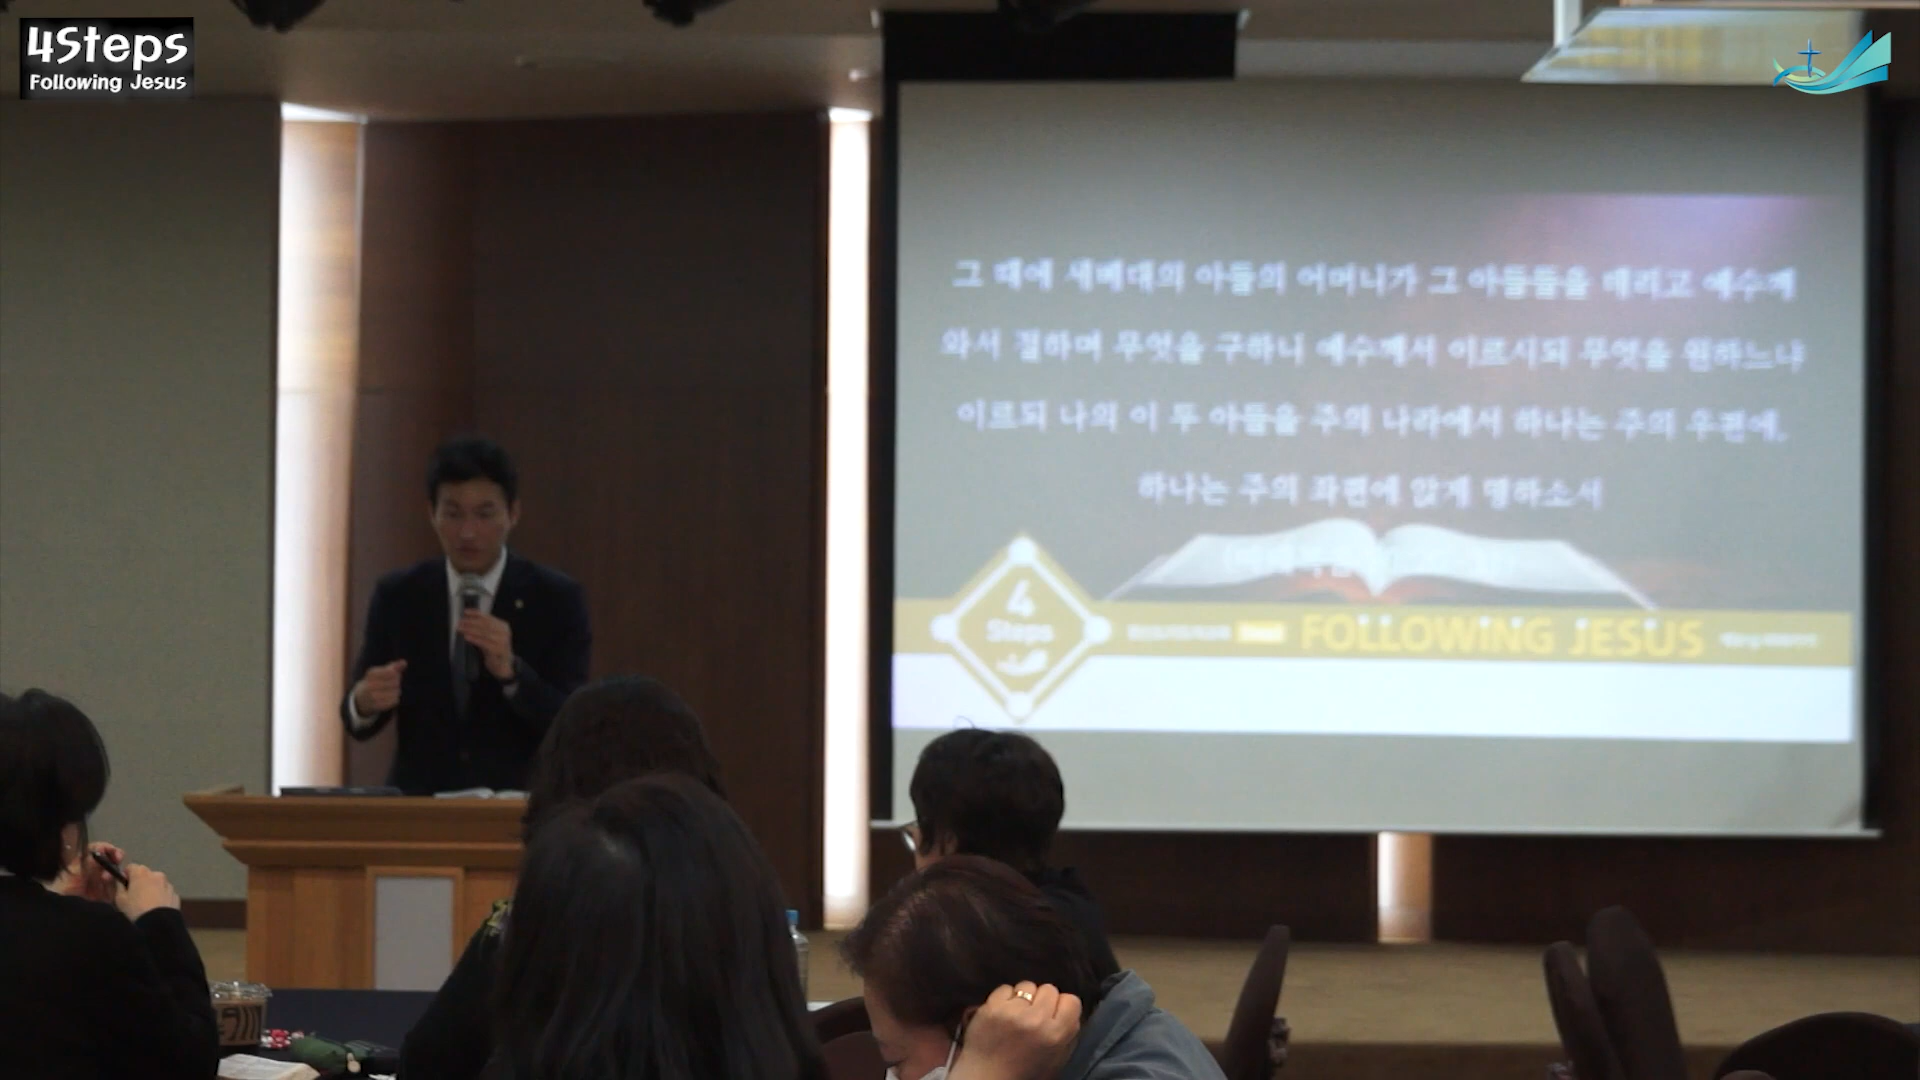 4Steps
Following Jesus
그 때에 세베대의 아들의 어머니가 그 아들들을 데리고 예수께
와서 절하며 무엇을 구하니 예수께서 이르시되 무엇을 원하느냐
이르되 나의 이 두 아들을 주의 나라에서 하나는 주의 우편에,
하나는 주의 좌편에 앉게 명하소서
4
Steps
FOLLOWING JESUS